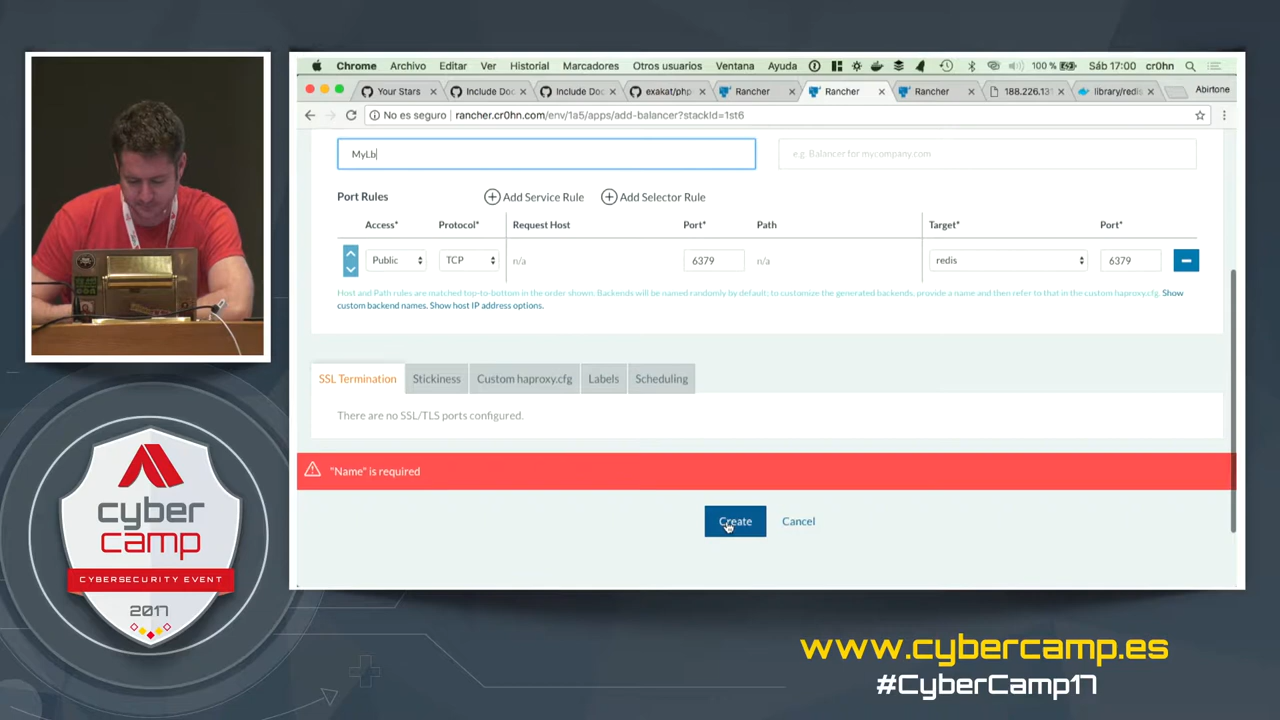 Chrome Archivo Editar Ver Historial Marcadores Otros usuarios Ventana Ayuda 100 % Sáb 17:00 cr0hn
Your Stars Include Doc Include Doc exakat/php Rancher Rancher Rancher 188.226.131 library/redis Abirtone
No es seguro rancher.cr0hn.com/env/1a5/apps/add-balancer?stackId=1st6
MyLb e.g. Balancer for mycompany.com
Port Rules Add Service Rule Add Selector Rule
Access* Protocol* Request Host Port* Path Target* Port*
Public TCP n/a 6379 n/a redis 6379
Host and Path rules are matched top-to-bottom in the order shown. Backends will be named randomly by default; to customize the generated backends, provide a name and then refer to that in the custom haproxy.cfg. Show
custom backend names. Show host IP address options.
SSL Termination Stickiness Custom haproxy.cfg Labels Scheduling
There are no SSL/TLS ports configured.
"Name" is required
Create Cancel
cyber
camp
CYBERSECURITY EVENT
2017
www.cybercamp.es
#CyberCamp17